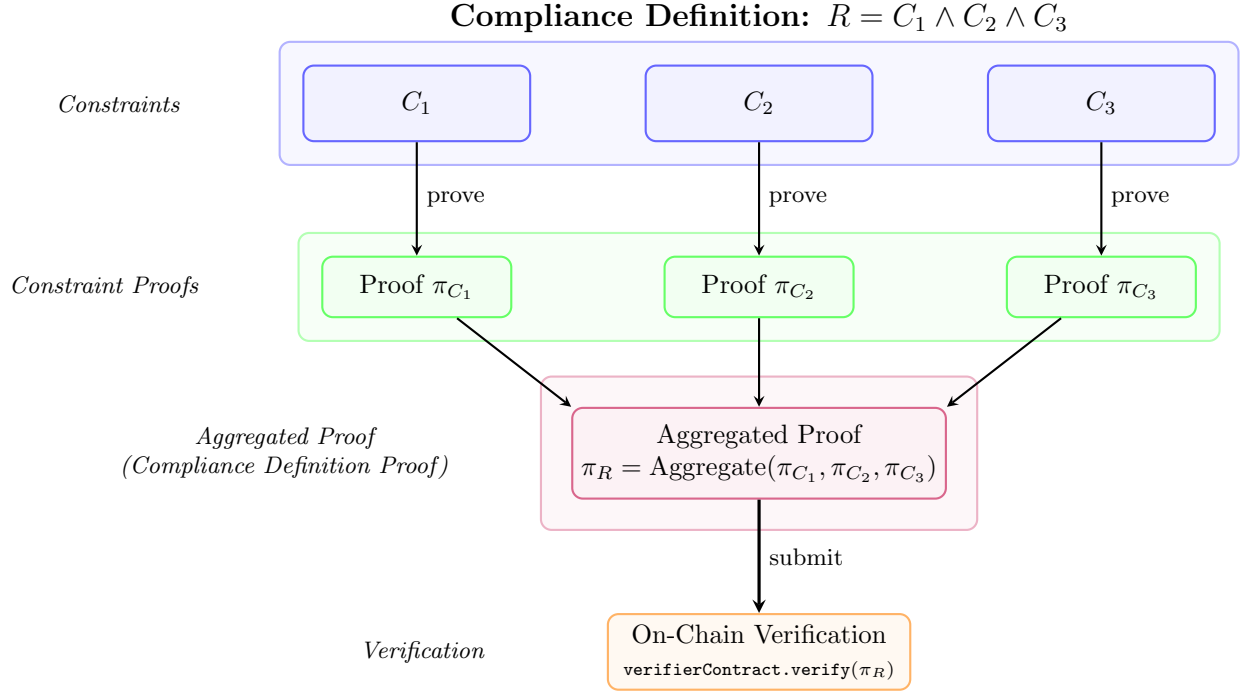 Compliance Definition: R = C₁ ∧ C₂ ∧ C₃
Constraints
C₁
C₂
C₃
prove
prove
prove
Constraint Proofs
Proof π_{C₁}
Proof π_{C₂}
Proof π_{C₃}
Aggregated Proof
(Compliance Definition Proof)
Aggregated Proof
π_R = Aggregate(π_{C₁}, π_{C₂}, π_{C₃})
submit
Verification
On-Chain Verification
verifierContract.verify(π_R)